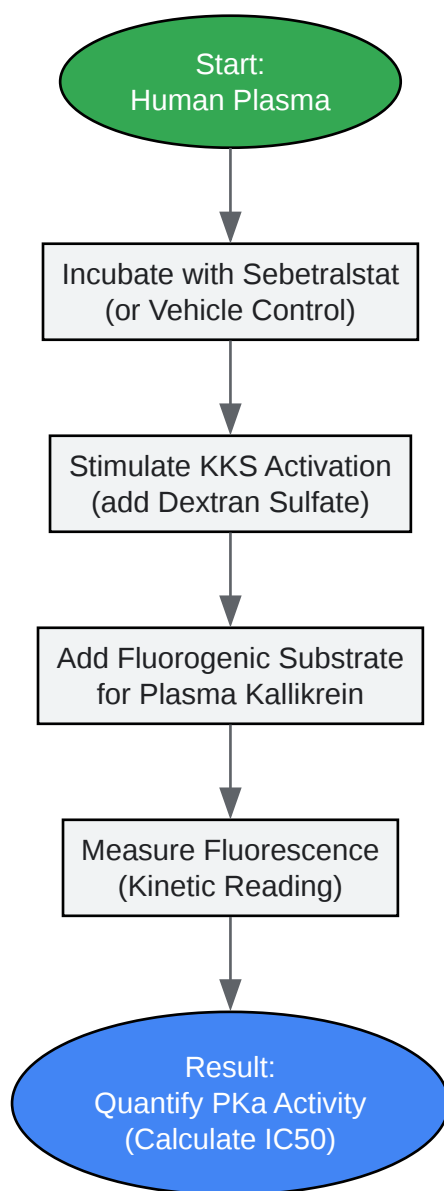 Start:
Human Plasma
Incubate with Sebetralstat
(or Vehicle Control)
Stimulate KKS Activation
(add Dextran Sulfate)
Add Fluorogenic Substrate
for Plasma Kallikrein
Measure Fluorescence
(Kinetic Reading)
Result:
Quantify PKa Activity
(Calculate IC50)